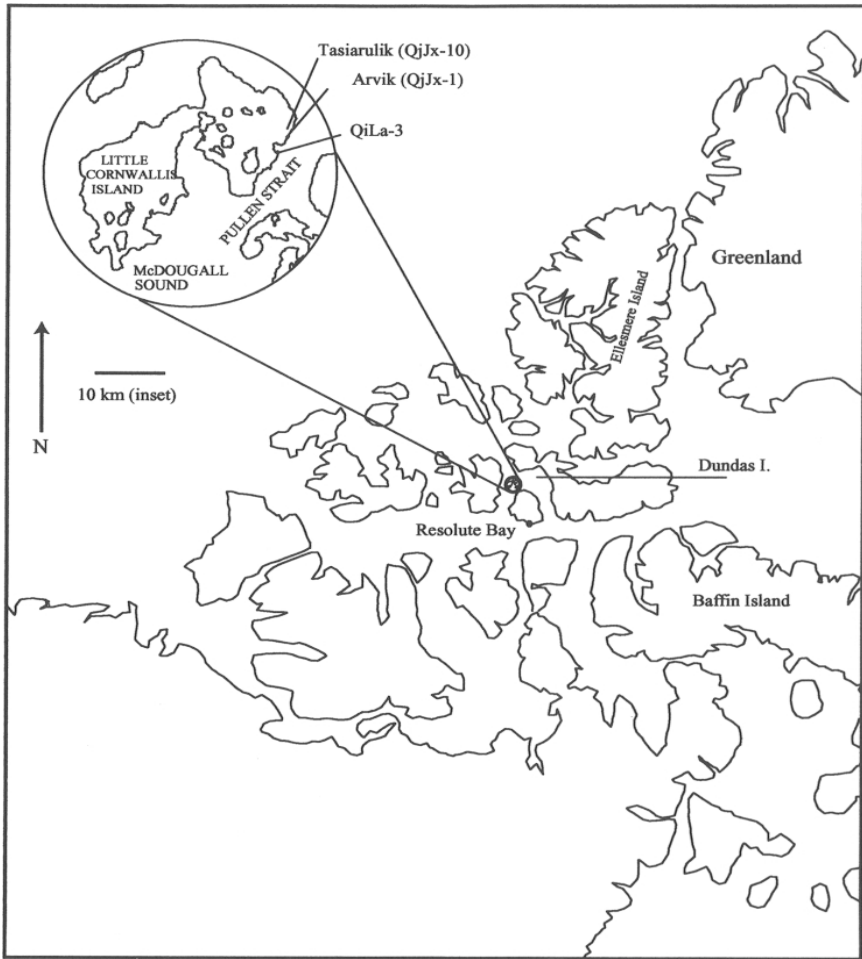 Tasiarulik (QjJx-10)
Arvik (QjJx-1)
QiLa-3
LITTLE
CORNWALLIS
ISLAND
PULLEN STRAIT
McDOUGALL
SOUND
Greenland
Ellesmere Island
10 km (inset)
N
Dundas I.
Resolute Bay
Baffin Island